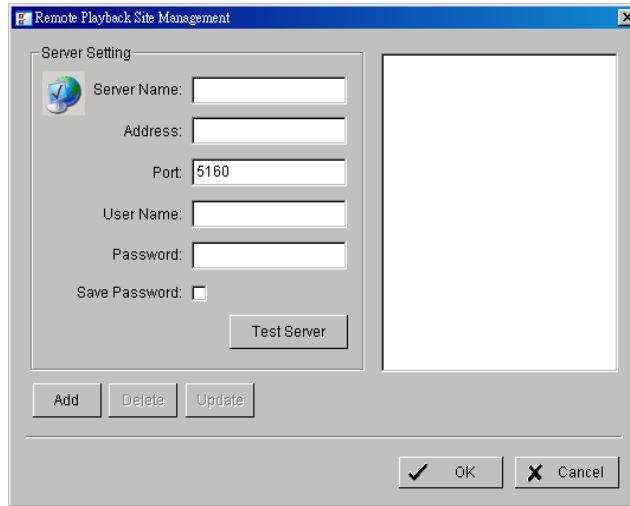 Remote Playback Site Management
Server Setting
Server Name:
Address:
Port: 5160
User Name:
Password:
Save Password:
Test Server
Add Delete Update
OK Cancel